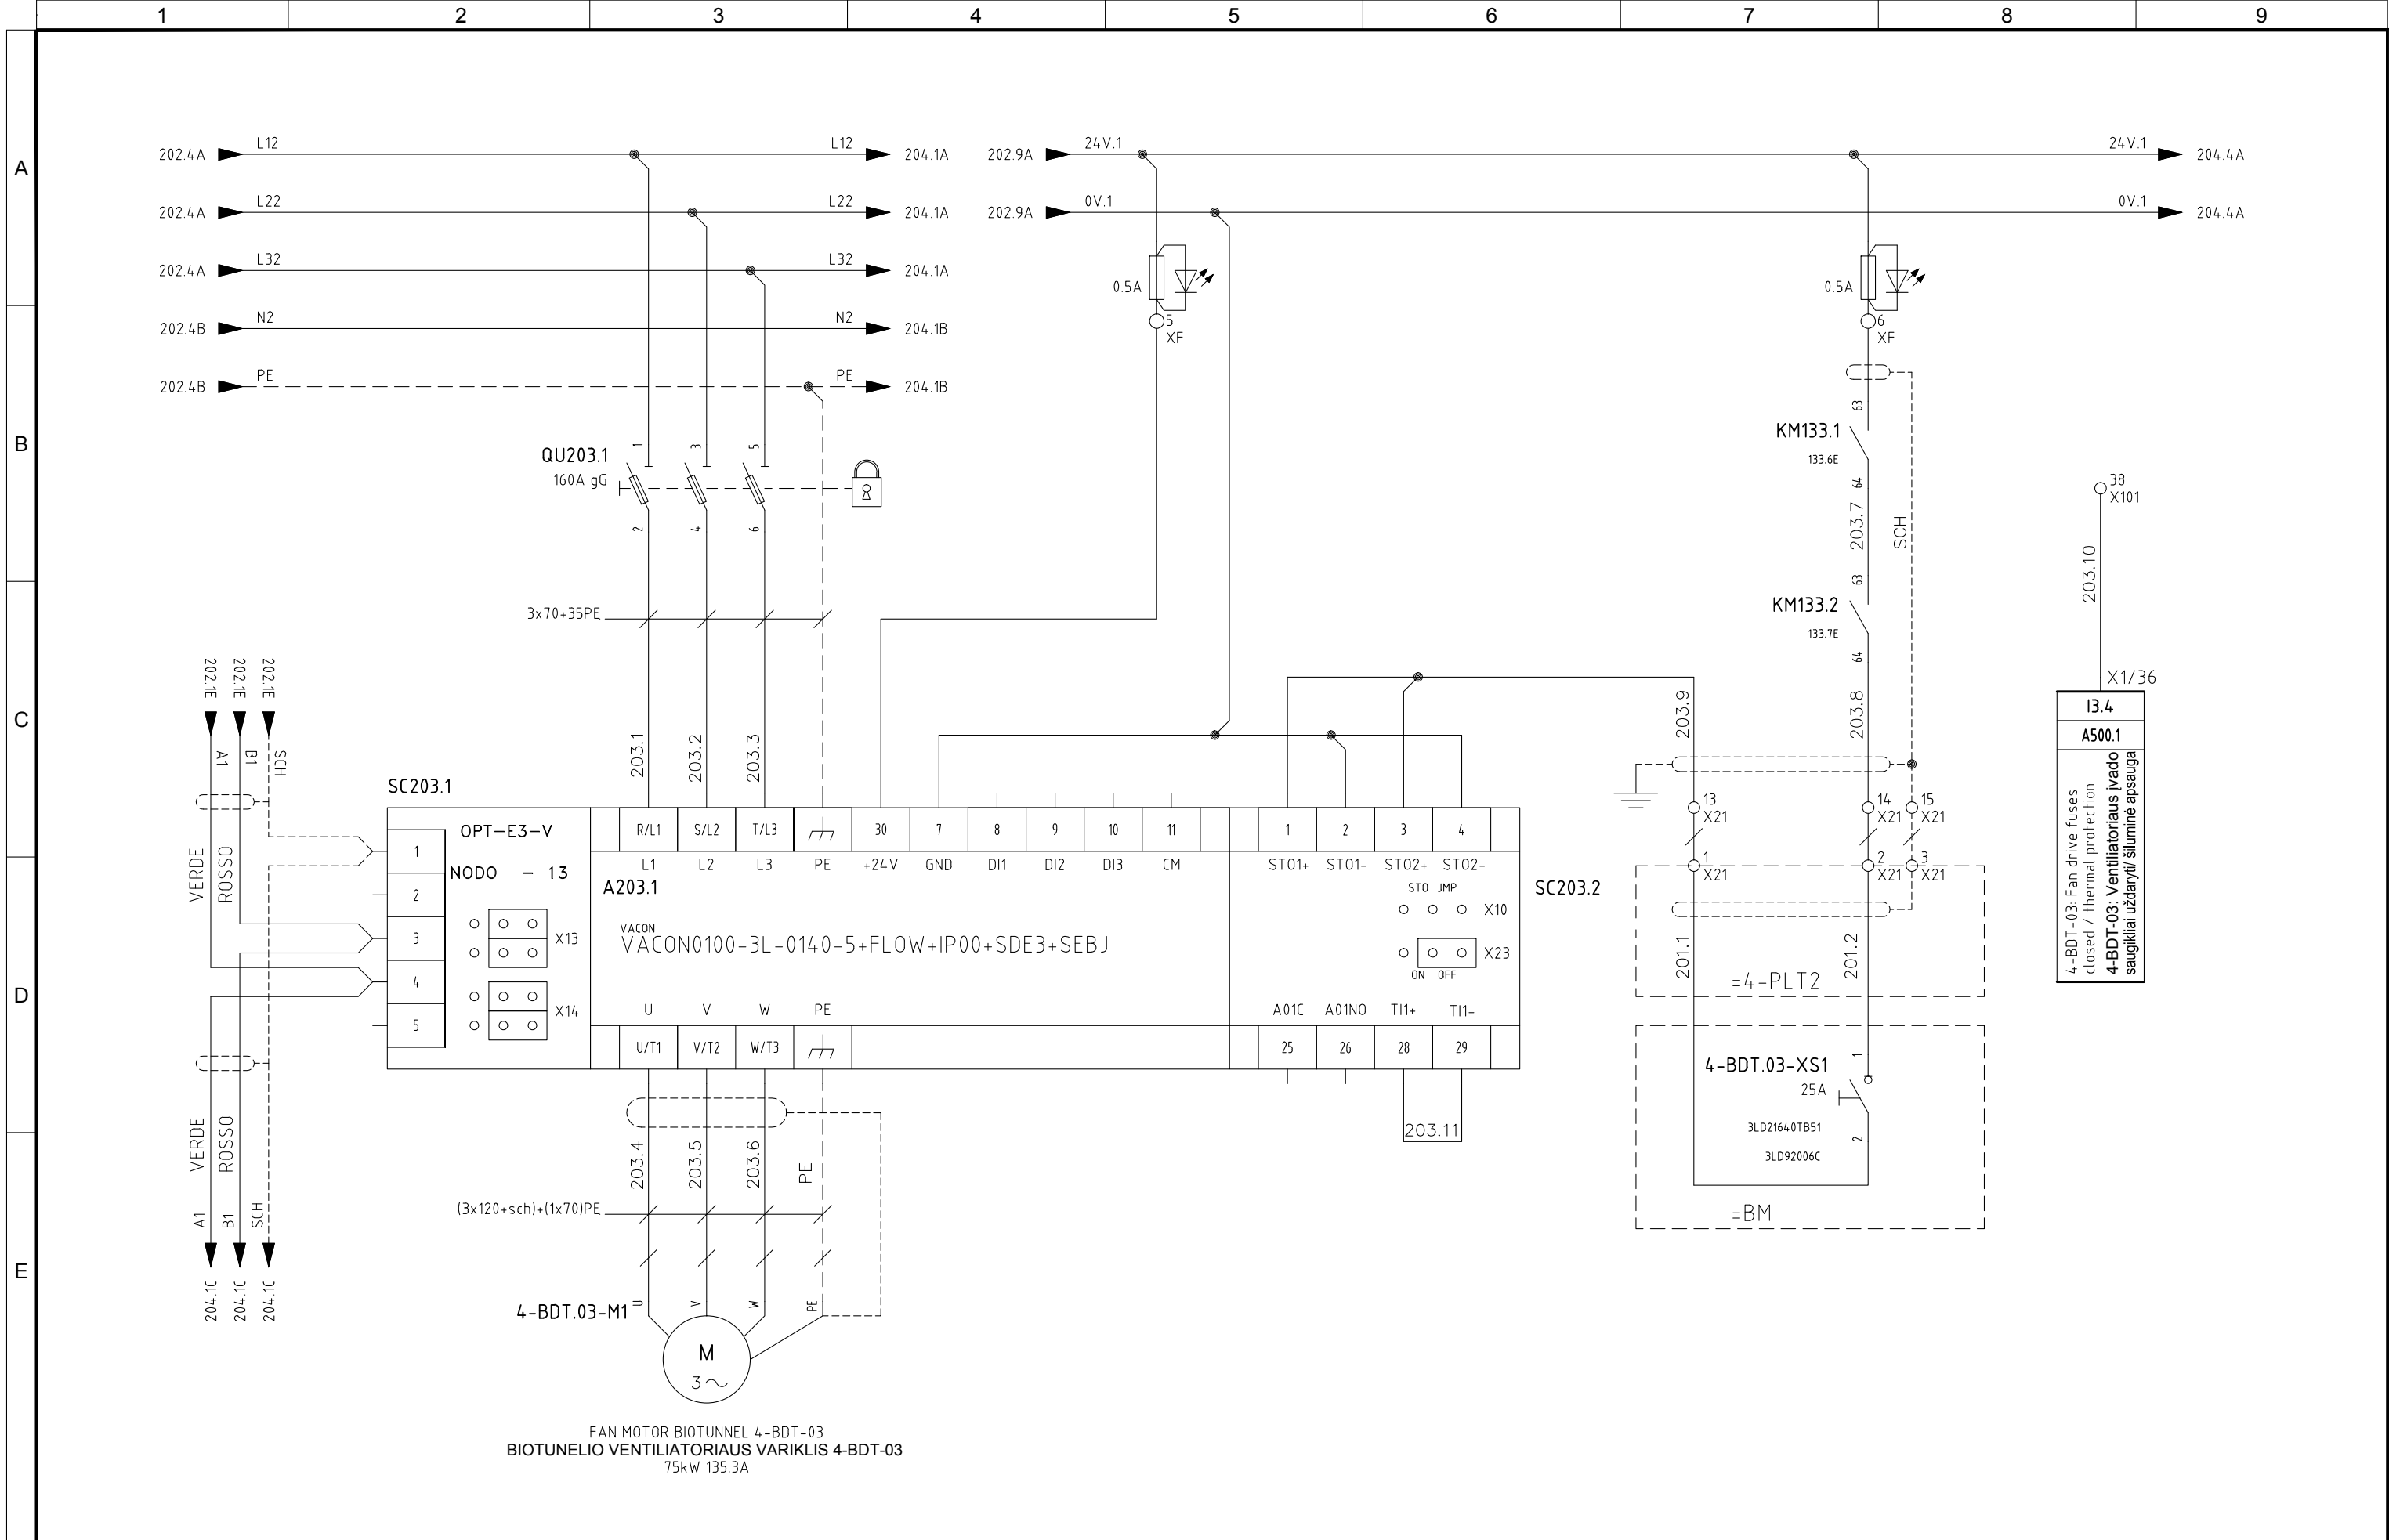 1 2 3 4 5 6 7 8 9
A
B
C
D
E
202.4A L12 L12 204.1A
202.4A L22 L22 204.1A
202.4A L32 L32 204.1A
202.4B N2 N2 204.1B
202.4B PE PE 204.1B
202.9A 24V.1 24V.1 204.4A
202.9A 0V.1 0V.1 204.4A
0.5A
5
XF
0.5A
6
XF
QU203.1
160A gG
1 3 5
2 4 6
3x70+35PE
203.1 203.2 203.3
63
KM133.1
133.6E
64
203.7
SCH
63
KM133.2
133.7E
64
203.9 203.8
38
X101
203.10
X1/36
I3.4
A500.1
4-BDT-03: Fan drive fuses
closed / thermal protection
4-BDT-03: Ventiliatoriaus įvado
saugikliai uždaryti/ šiluminė apsauga
202.1E 202.1E 202.1E
A1 B1 SCH
VERDE ROSSO
SC203.1
OPT-E3-V
NODO - 13
1
2
3
4
5
X13
X14
R/L1 S/L2 T/L3 30 7 8 9 10 11 1 2 3 4
L1 L2 L3 PE +24V GND DI1 DI2 DI3 CM STO1+ STO1- STO2+ STO2-
A203.1
STO JMP
X10
X23
ON OFF
SC203.2
VACON
VACON0100-3L-0140-5+FLOW+IP00+SDE3+SEBJ
U V W PE A01C A01NO TI1+ TI1-
U/T1 V/T2 W/T3 25 26 28 29
203.11
13
X21
14
X21
15
X21
1
X21
2
X21
3
X21
201.1 201.2
=4-PLT2
4-BDT.03-XS1
25A
1
2
3LD21640TB51
3LD92006C
=BM
VERDE ROSSO
A1 B1 SCH
204.1C 204.1C 204.1C
203.4 203.5 203.6 PE
(3x120+sch)+(1x70)PE
4-BDT.03-M1
U V W PE
M
3
FAN MOTOR BIOTUNNEL 4-BDT-03
BIOTUNELIO VENTILIATORIAUS VARIKLIS 4-BDT-03
75kW 135.3A